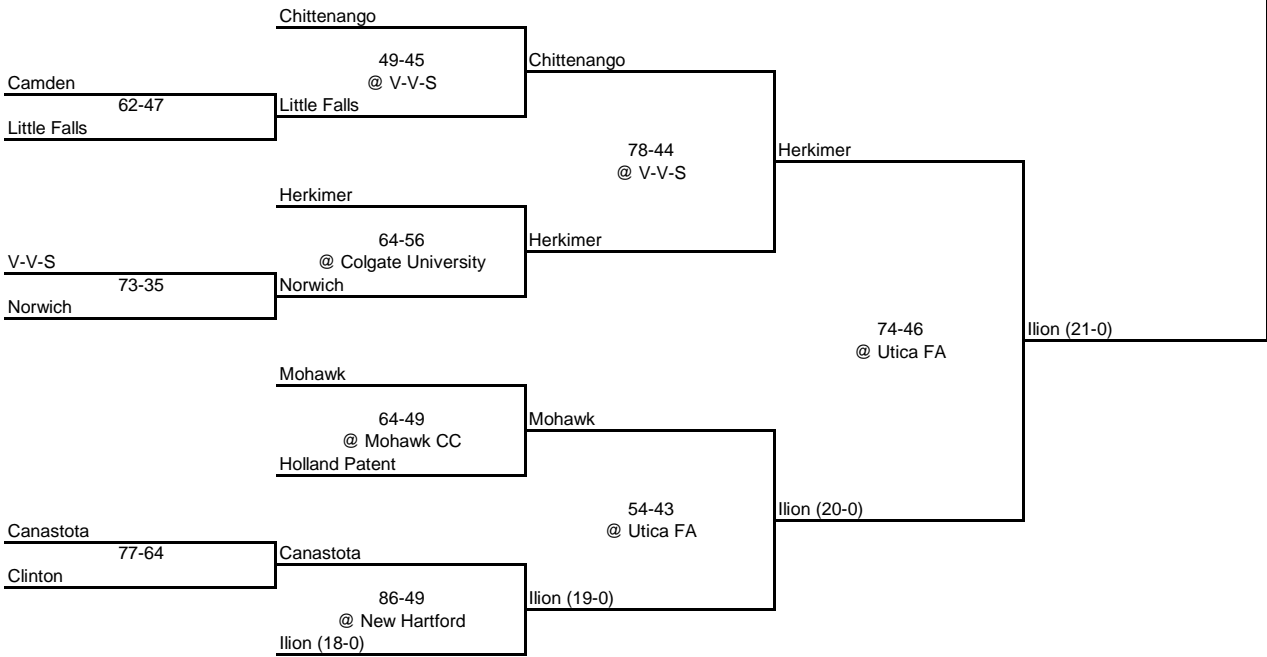 Chittenango
49-45
@ V-V-S
Chittenango
Camden
62-47
Little Falls
Little Falls
78-44
@ V-V-S
Herkimer
Herkimer
64-56
@ Colgate University
Herkimer
V-V-S
73-35
Norwich
Norwich
74-46
@ Utica FA
Ilion (21-0)
Mohawk
64-49
@ Mohawk CC
Mohawk
Holland Patent
54-43
@ Utica FA
Ilion (20-0)
Canastota
77-64
Canastota
Clinton
86-49
@ New Hartford
Ilion (19-0)
Ilion (18-0)